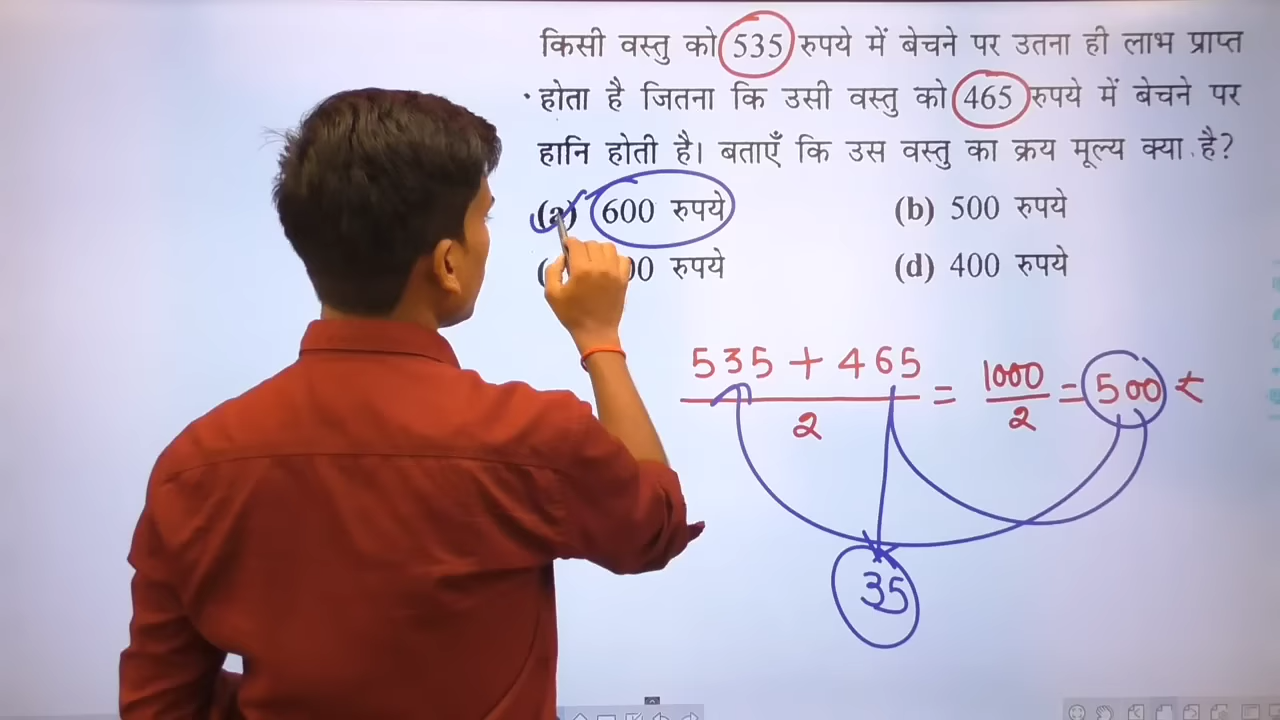 किसी वस्तु को 535 रुपये में बेचने पर उतना ही लाभ प्राप्त
होता है जितना कि उसी वस्तु को 465 रुपये में बेचने पर
हानि होती है। बताएँ कि उस वस्तु का क्रय मूल्य क्या है?
(a) 600 रुपये (b) 500 रुपये
00 रुपये (d) 400 रुपये
535 + 465 / 2 = 1000 / 2 = 500 ₹
35